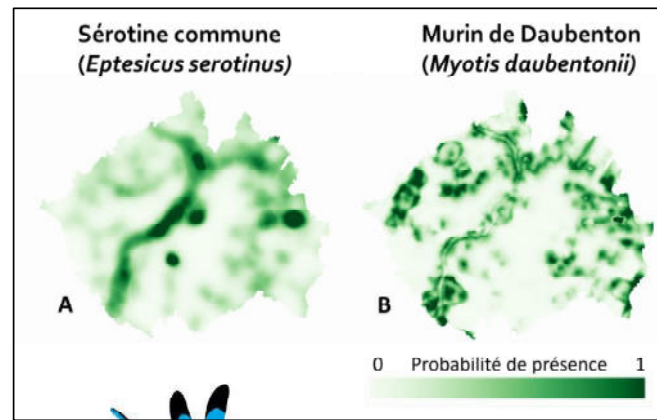 Sérotine commune
(Eptesicus serotinus)
Murin de Daubenton
(Myotis daubentonii)
A
B
0 Probabilité de présence 1